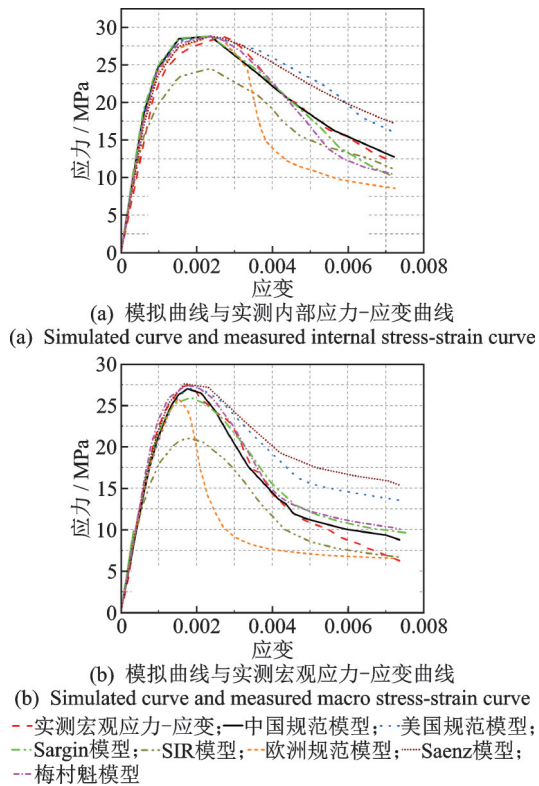 30
25
20
15
10
5
0
应力 / MPa
0 0.002 0.004 0.006 0.008
应变
(a) 模拟曲线与实测内部应力-应变曲线
(a) Simulated curve and measured internal stress-strain curve
30
25
20
15
10
5
0
应力 / MPa
0 0.002 0.004 0.006 0.008
应变
(b) 模拟曲线与实测宏观应力-应变曲线
(b) Simulated curve and measured macro stress-strain curve
实测宏观应力-应变; 中国规范模型; 美国规范模型;
Sargin模型; SIR模型; 欧洲规范模型; Saenz模型;
梅村魁模型